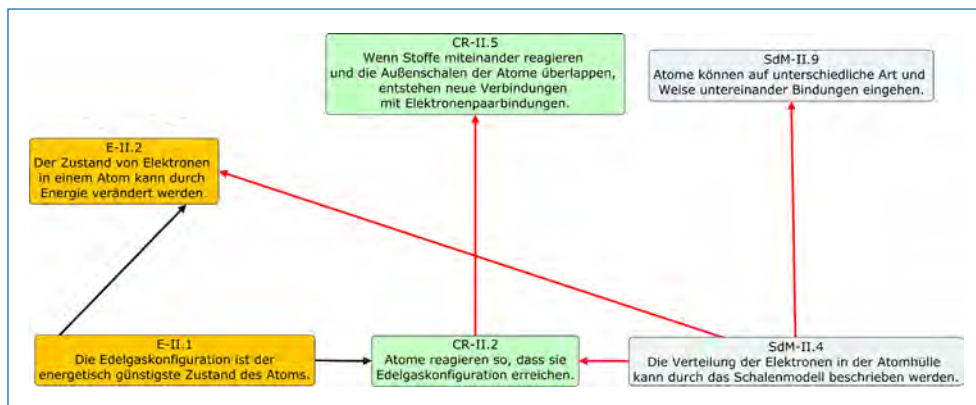 CR-II.5
Wenn Stoffe miteinander reagieren
und die Außenschalen der Atome überlappen,
entstehen neue Verbindungen
mit Elektronenpaarbindungen.
SdM-II.9
Atome können auf unterschiedliche Art und
Weise untereinander Bindungen eingehen.
E-II.2
Der Zustand von Elektronen
in einem Atom kann durch
Energie verändert werden.
E-II.1
Die Edelgaskonfiguration ist der
energetisch günstigste Zustand des Atoms.
CR-II.2
Atome reagieren so, dass sie
Edelgaskonfiguration erreichen.
SdM-II.4
Die Verteilung der Elektronen in der Atomhülle
kann durch das Schalenmodell beschrieben werden.